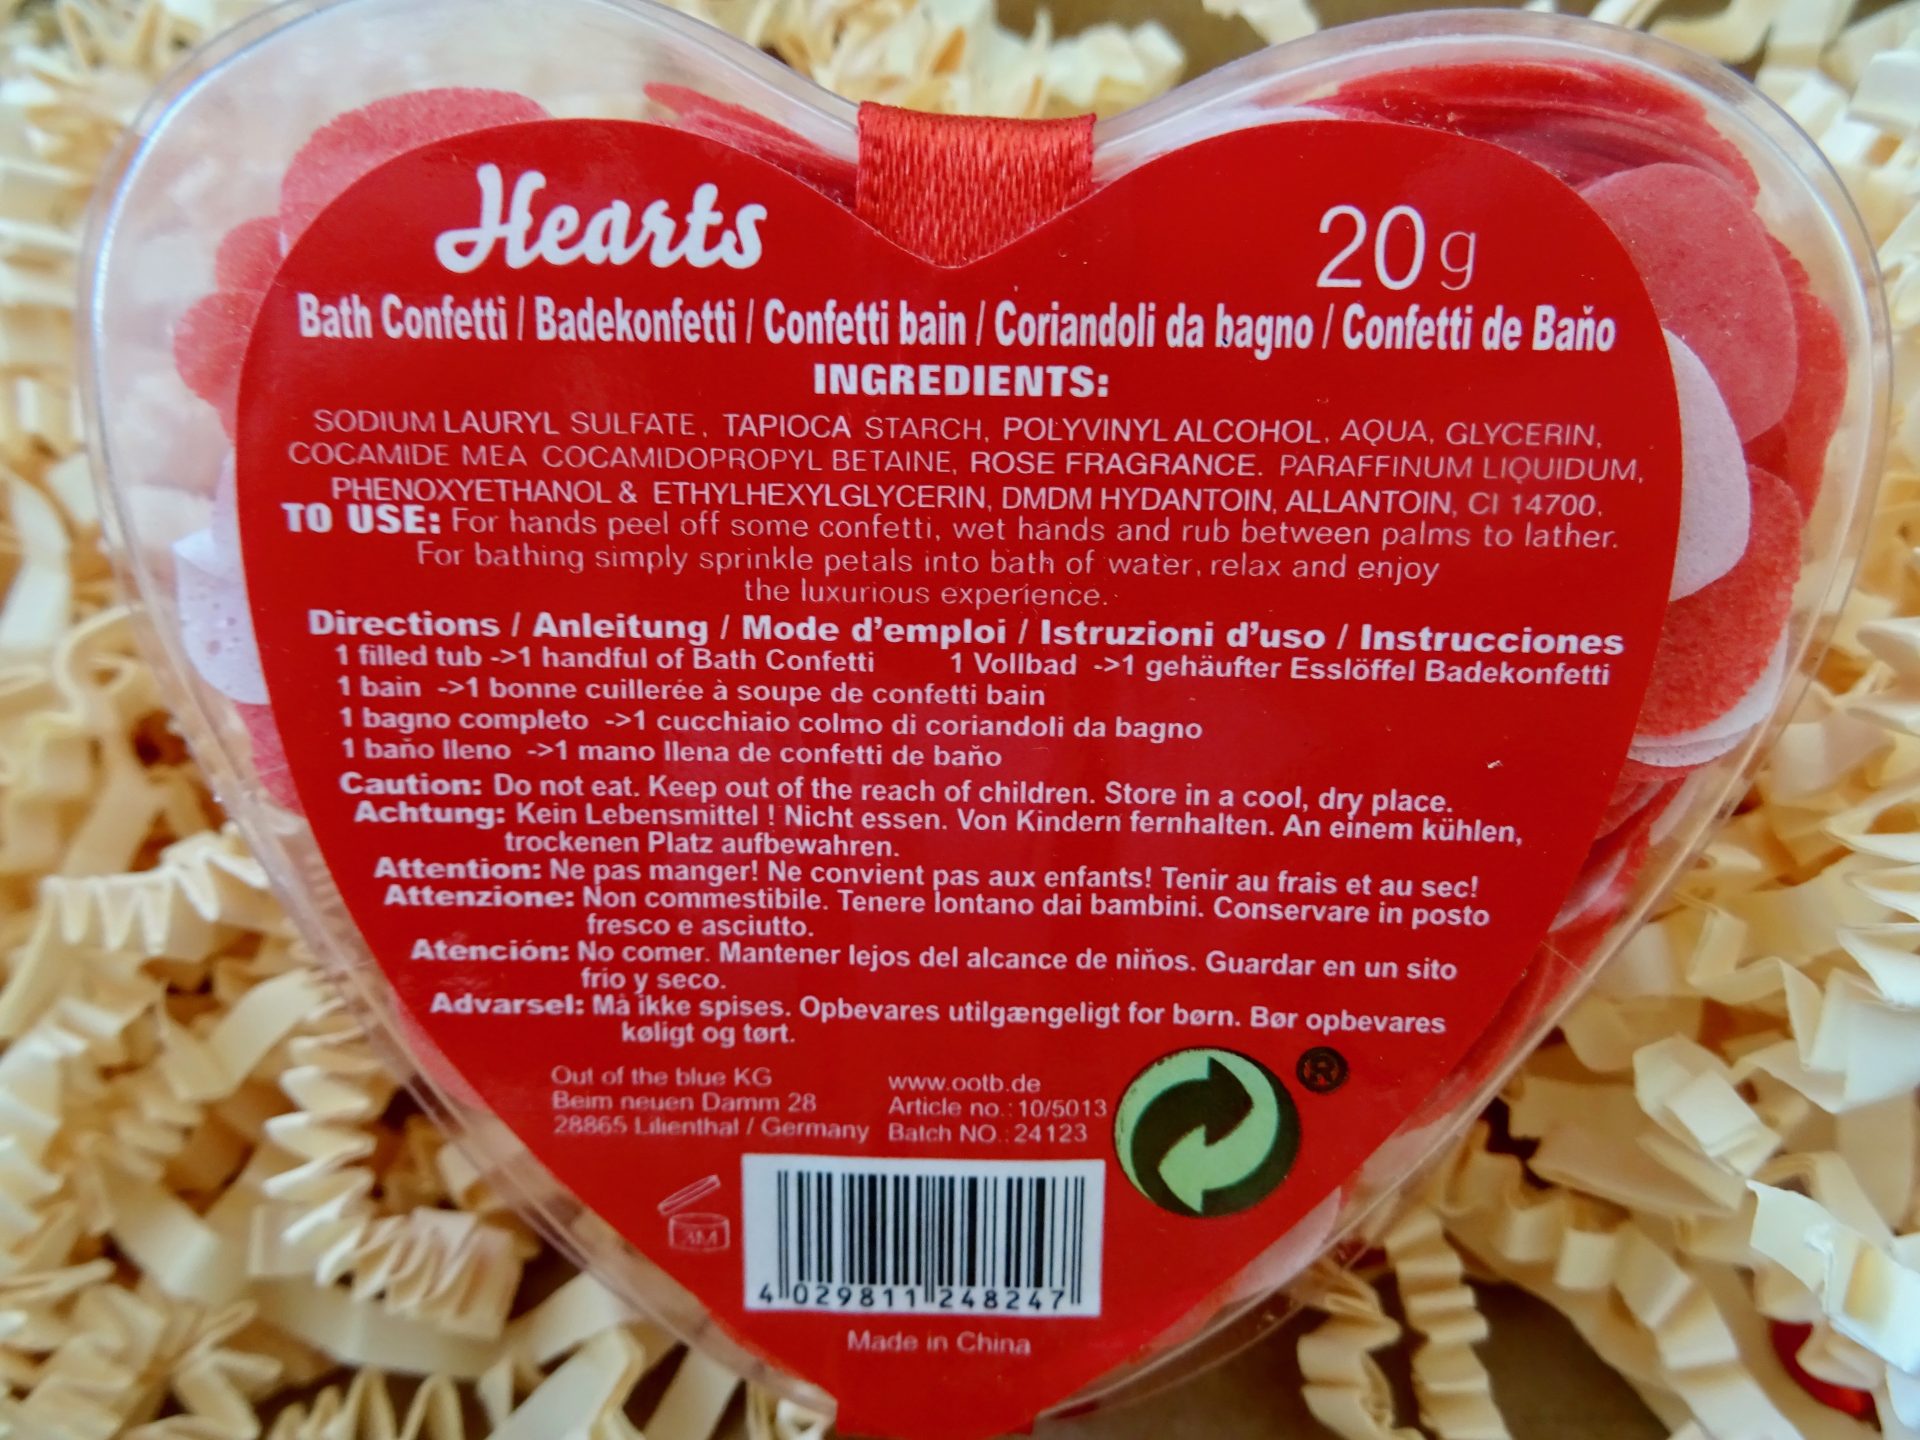 Hearts
20g
Bath Confetti / Badekonfetti / Confetti bain / Coriandoli da bagno / Confetti de Baňo
INGREDIENTS:
SODIUM LAURYL SULFATE, TAPIOCA STARCH, POLYVINYL ALCOHOL, AQUA, GLYCERIN,
COCAMIDE MEA COCAMIDOPROPYL BETAINE, ROSE FRAGRANCE. PARAFFINUM LIQUIDUM,
PHENOXYETHANOL & ETHYLHEXYLGLYCERIN, DMDM HYDANTOIN, ALLANTOIN, CI 14700.
TO USE: For hands peel off some confetti, wet hands and rub between palms to lather.
For bathing simply sprinkle petals into bath of water, relax and enjoy
the luxurious experience.
Directions / Anleitung / Mode d'emploi / Istruzioni d'uso / Instrucciones
1 filled tub ->1 handful of Bath Confetti 1 Vollbad ->1 gehäufter Esslöffel Badekonfetti
1 bain ->1 bonne cuillerée à soupe de confetti bain
1 bagno completo ->1 cucchiaio colmo di coriandoli da bagno
1 baňo lleno ->1 mano llena de confetti de baňo
Caution: Do not eat. Keep out of the reach of children. Store in a cool, dry place.
Achtung: Kein Lebensmittel ! Nicht essen. Von Kindern fernhalten. An einem kühlen,
trockenen Platz aufbewahren.
Attention: Ne pas manger! Ne convient pas aux enfants! Tenir au frais et au sec!
Attenzione: Non commestibile. Tenere lontano dai bambini. Conservare in posto
fresco e asciutto.
Atención: No comer. Mantener lejos del alcance de niňos. Guardar en un sito
frio y seco.
Advarsel: Må ikke spises. Opbevares utilgængeligt for børn. Bør opbevares
køligt og tørt.
Out of the blue KG
Beim neuen Damm 28
28865 Lilienthal / Germany
www.ootb.de
Article no.: 10/5013
Batch NO.: 24123
®
3M
4 029811 248247
Made in China